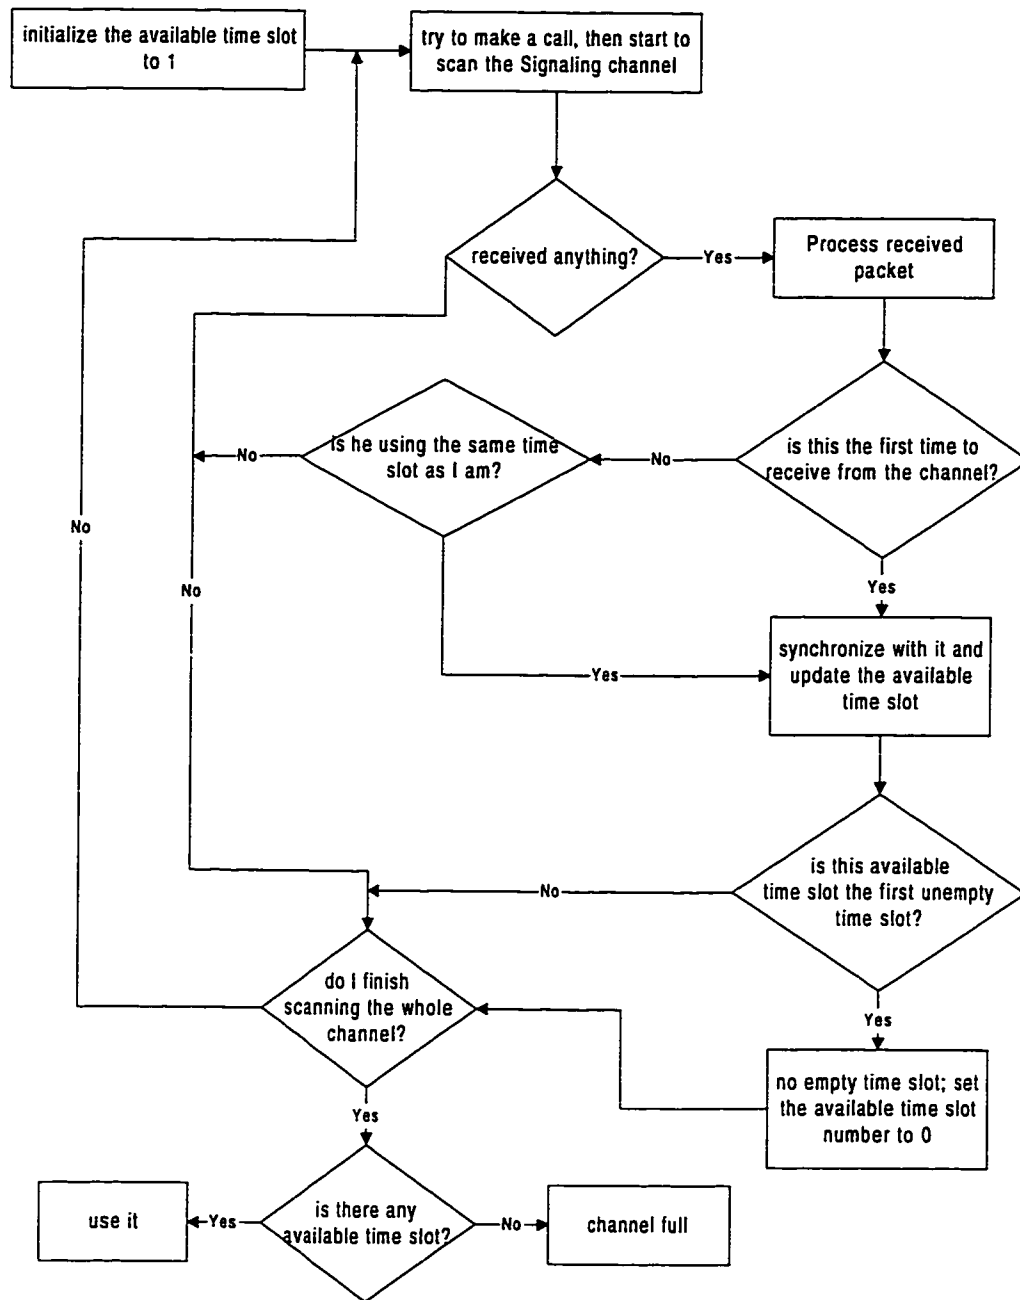 initialize the available time slot
to 1
try to make a call, then start to
scan the Signaling channel
received anything?
Yes
Process received
packet
is he using the same time
slot as I am?
No
No
is this the first time to
receive from the channel?
No
No
Yes
Yes
synchronize with it and
update the available
time slot
is this available
time slot the first unempty
time slot?
No
do I finish
scanning the whole
channel?
Yes
no empty time slot; set
the available time slot
number to 0
Yes
use it
Yes
is there any
available time slot?
No
channel full